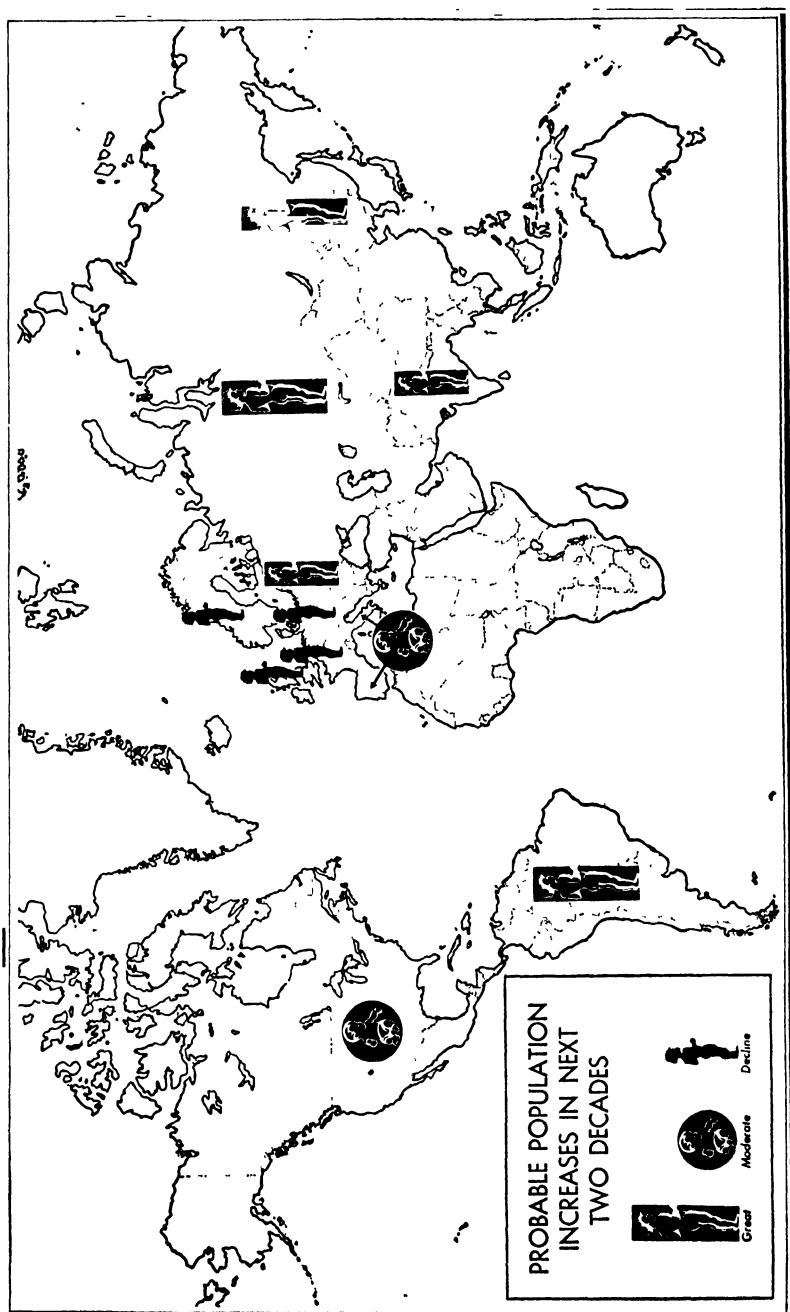 PROBABLE POPULATION
INCREASES IN NEXT
TWO DECADES
Great
Moderate
Decline